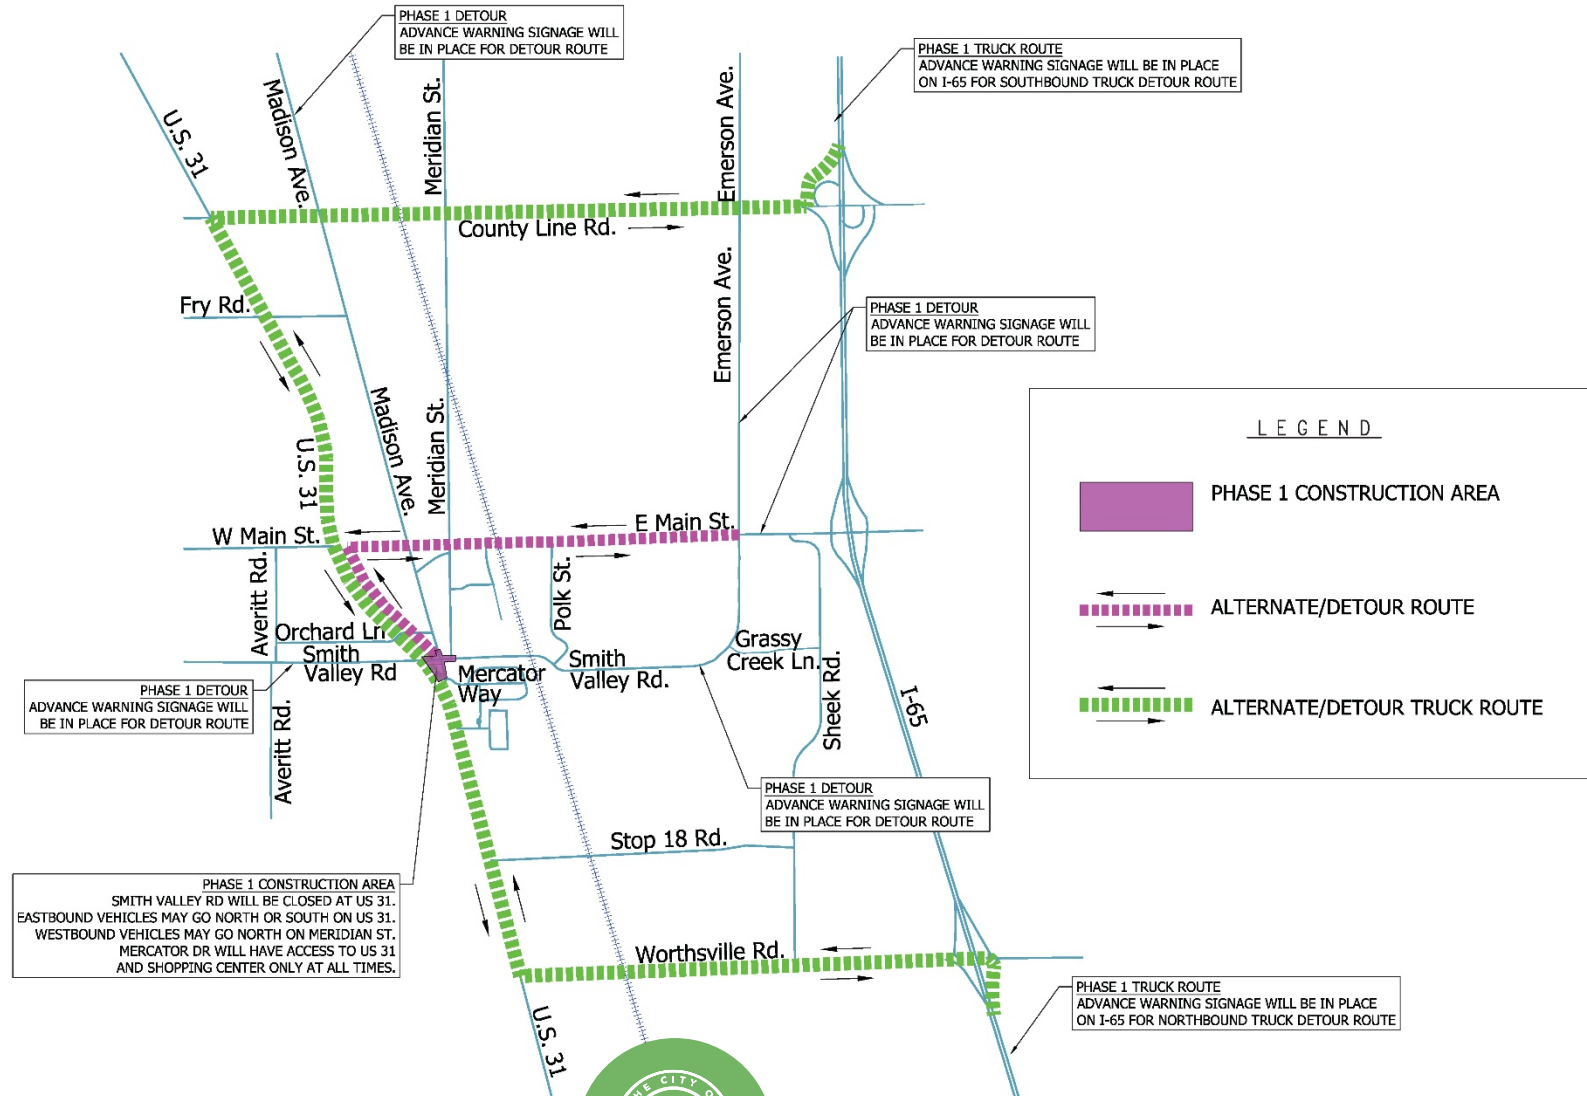 PHASE 1 DETOUR
ADVANCE WARNING SIGNAGE WILL
BE IN PLACE FOR DETOUR ROUTE
PHASE 1 TRUCK ROUTE
ADVANCE WARNING SIGNAGE WILL BE IN PLACE
ON I-65 FOR SOUTHBOUND TRUCK DETOUR ROUTE
U.S. 31
Madison Ave.
Meridian St.
Emerson Ave.
County Line Rd.
Fry Rd.
Emerson Ave.
PHASE 1 DETOUR
ADVANCE WARNING SIGNAGE WILL
BE IN PLACE FOR DETOUR ROUTE
Madison Ave.
Meridian St.
U.S. 31
LEGEND
PHASE 1 CONSTRUCTION AREA
ALTERNATE/DETOUR ROUTE
ALTERNATE/DETOUR TRUCK ROUTE
W Main St.
E Main St.
Averitt Rd.
Polk St.
Orchard Ln
Smith
Valley Rd
Mercator
Way
Smith
Valley Rd.
Grassy
Creek Ln.
Sheek Rd.
I-65
PHASE 1 DETOUR
ADVANCE WARNING SIGNAGE WILL
BE IN PLACE FOR DETOUR ROUTE
Averitt Rd.
PHASE 1 DETOUR
ADVANCE WARNING SIGNAGE WILL
BE IN PLACE FOR DETOUR ROUTE
Stop 18 Rd.
PHASE 1 CONSTRUCTION AREA
SMITH VALLEY RD WILL BE CLOSED AT US 31.
EASTBOUND VEHICLES MAY GO NORTH OR SOUTH ON US 31.
WESTBOUND VEHICLES MAY GO NORTH ON MERIDIAN ST.
MERCATOR DR WILL HAVE ACCESS TO US 31
AND SHOPPING CENTER ONLY AT ALL TIMES.
Worthsville Rd.
PHASE 1 TRUCK ROUTE
ADVANCE WARNING SIGNAGE WILL BE IN PLACE
ON I-65 FOR NORTHBOUND TRUCK DETOUR ROUTE
U.S. 31
CITY